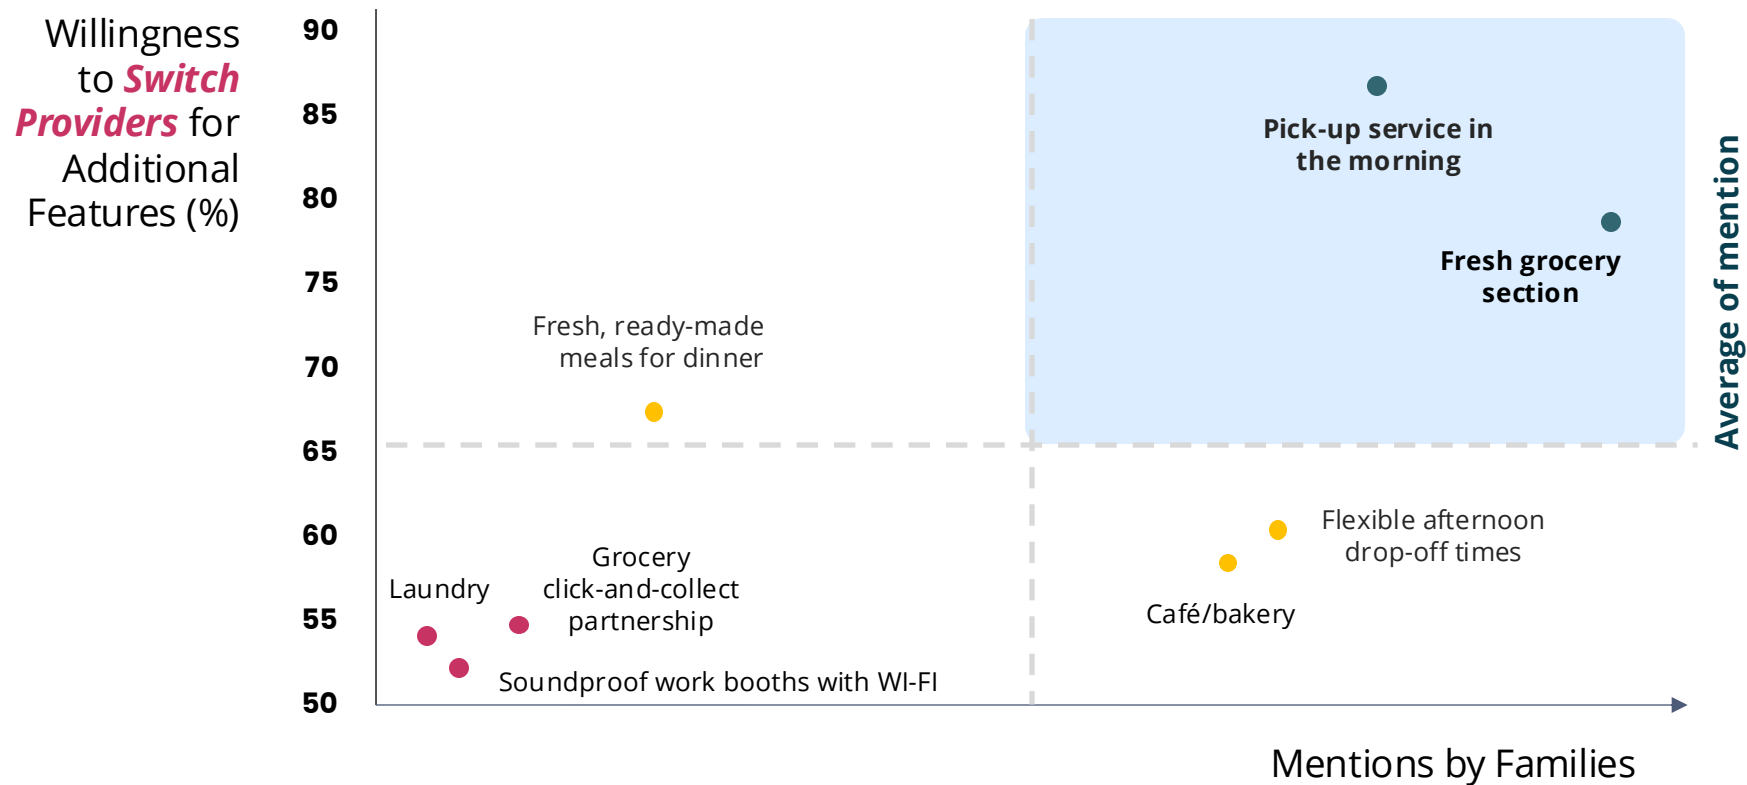 Willingness
to Switch
Providers for
Additional
Features (%)
90
85
80
75
70
65
60
55
50
Pick-up service in
the morning
Fresh grocery
section
Average of mention
Fresh, ready-made
meals for dinner
Flexible afternoon
drop-off times
Café/bakery
Laundry
Grocery
click-and-collect
partnership
Soundproof work booths with WI-FI
Mentions by Families